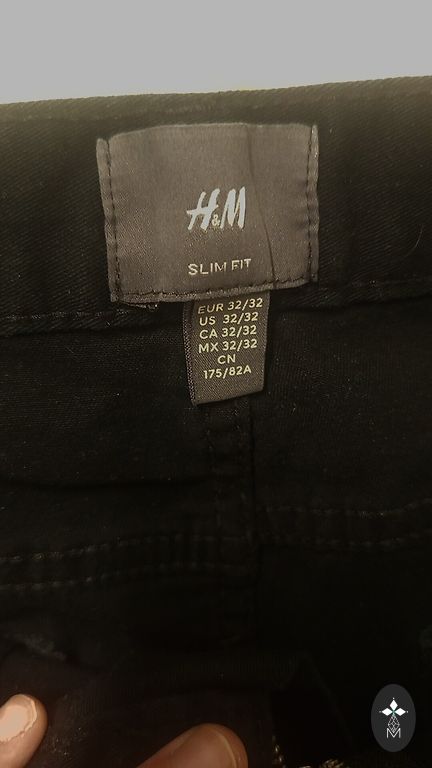 H&M
SLIM FIT
EUR 32/32
US 32/32
CA 32/32
MX 32/32
CN
175/82A
M